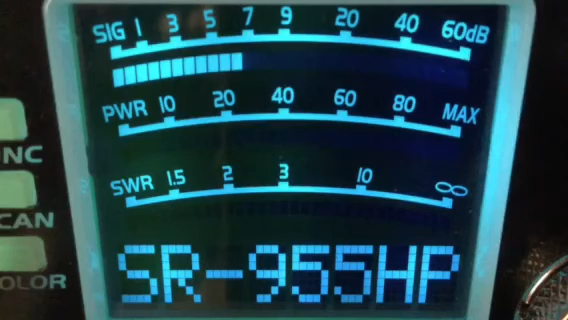 SIG 1 3 5 7 9 20 40 60dB
PWR 10 20 40 60 80 MAX
SWR 1.5 2 3 10 ∞
SR-955HP
NC
CAN
OLOR